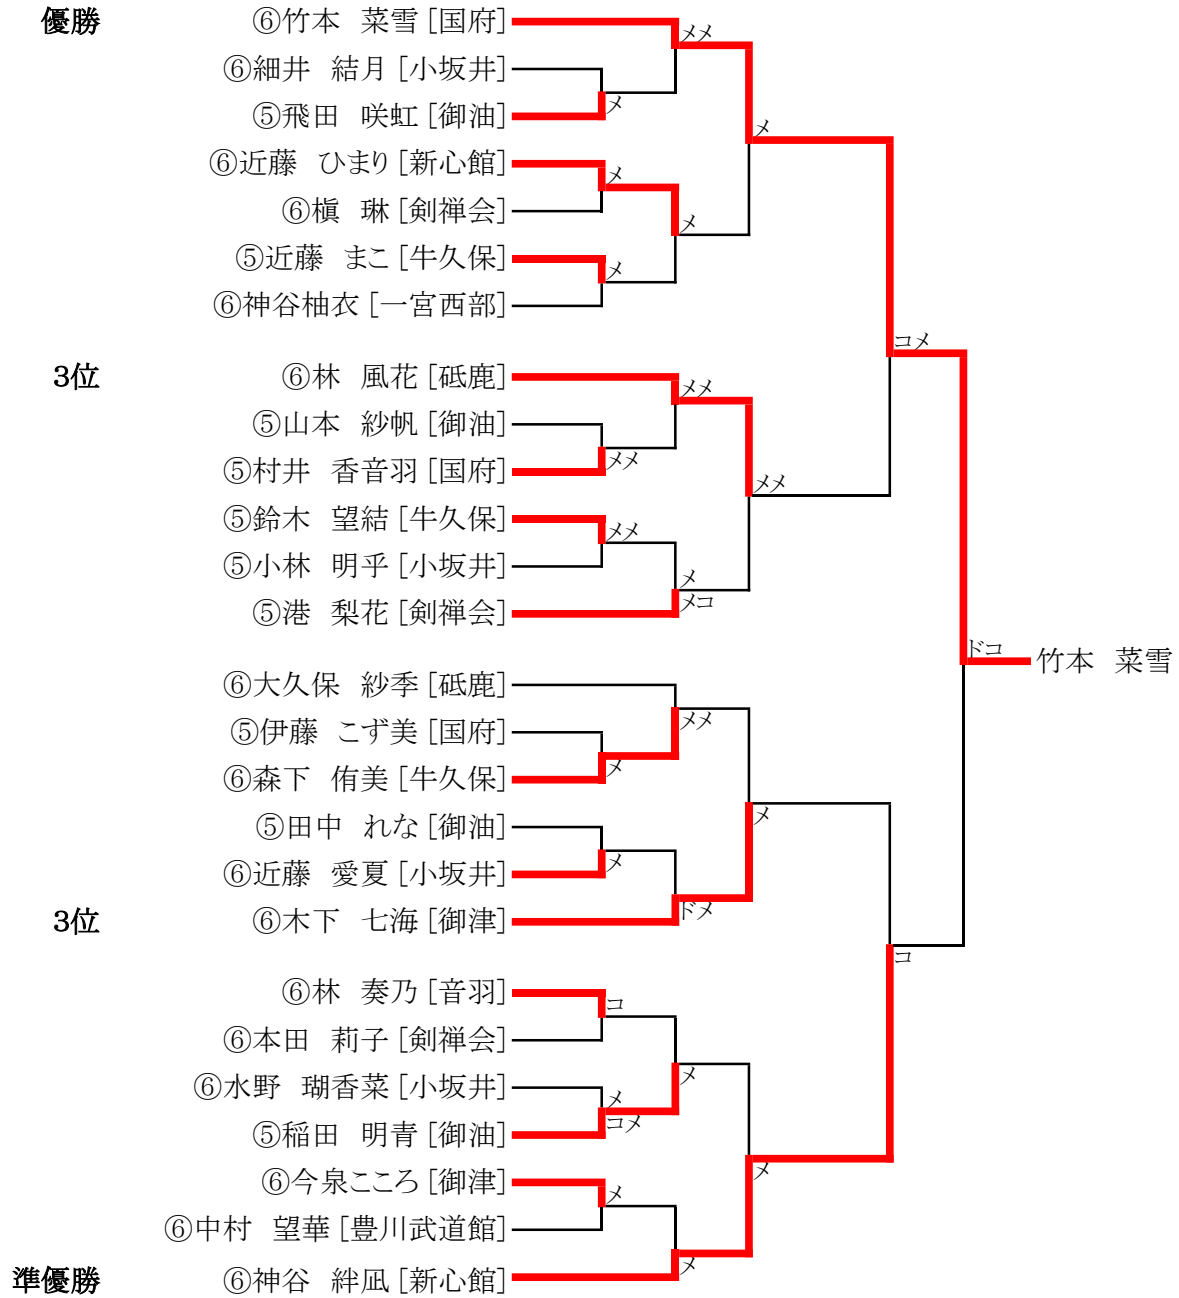 優勝 ⑥竹本　菜雪［国府］
メメ
⑥細井　結月［小坂井］
メ
⑤飛田　咲虹［御油］
メ
⑥近藤　ひまり［新心館］
メ
⑥槇　琳［剣禅会］
メ
⑤近藤　まこ［牛久保］
メ
⑥神谷柚衣［一宮西部］
コメ
3位 ⑥林　風花［砥鹿］
メメ
⑤山本　紗帆［御油］
メメ
⑤村井　香音羽［国府］
メメ
⑤鈴木　望結［牛久保］
メメ
⑤小林　明乎［小坂井］
メ
メコ
⑤港　梨花［剣禅会］
ドコ
竹本　菜雪
⑥大久保　紗季［砥鹿］
メメ
⑤伊藤　こず美［国府］
メ
⑥森下　侑美［牛久保］
メ
⑤田中　れな［御油］
メ
⑥近藤　愛夏［小坂井］
ドメ
3位 ⑥木下　七海［御津］
コ
⑥林　奏乃［音羽］
コ
⑥本田　莉子［剣禅会］
メ
⑥水野　瑚香菜［小坂井］
メ
コメ
⑤稲田　明青［御油］
メ
⑥今泉こころ［御津］
メ
⑥中村　望華［豊川武道館］
メ
準優勝 ⑥神谷　絆凪［新心館］